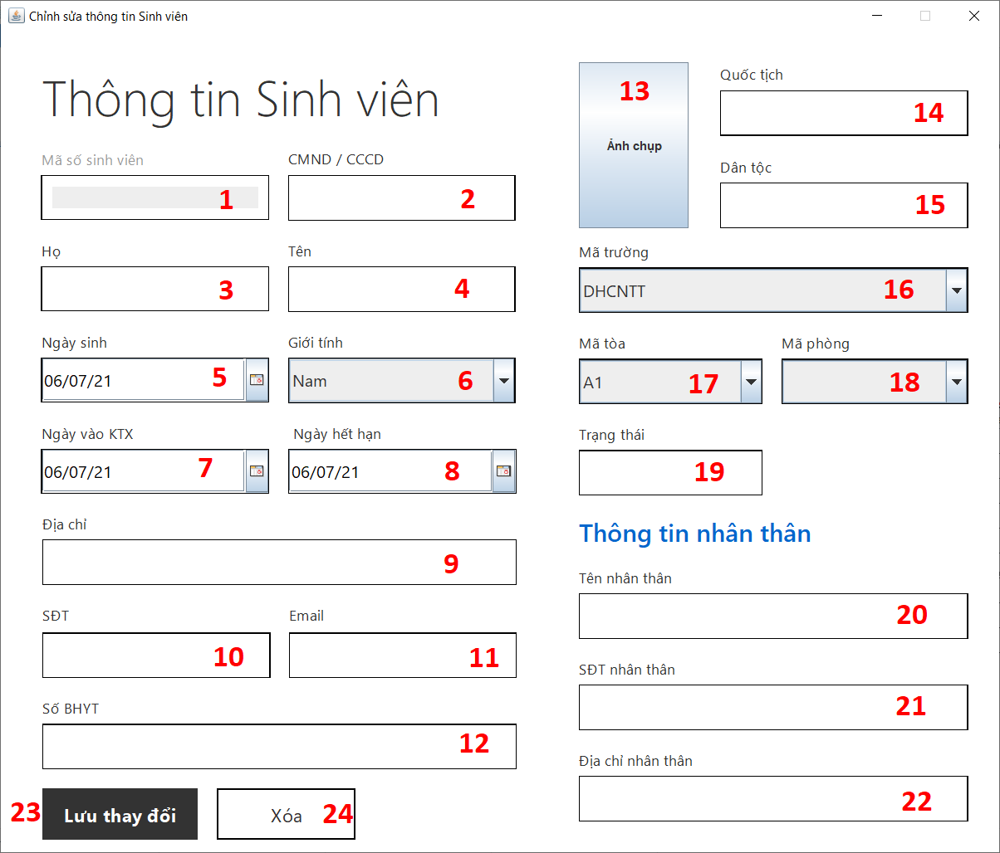 Chỉnh sửa thông tin Sinh viên
Thông tin Sinh viên
Mã số sinh viên
CMND / CCCD
1
2
Họ
Tên
3
4
Ngày sinh
Giới tính
06/07/21
5
Nam
6
Ngày vào KTX
Ngày hết hạn
06/07/21
7
06/07/21
8
Địa chỉ
9
SĐT
Email
10
11
Số BHYT
12
23
Lưu thay đổi
Xóa
24
13
Ảnh chụp
Quốc tịch
14
Dân tộc
15
Mã trường
DHCNTT
16
Mã tòa
Mã phòng
A1
17
18
Trạng thái
19
Thông tin nhân thân
Tên nhân thân
20
SĐT nhân thân
21
Địa chỉ nhân thân
22